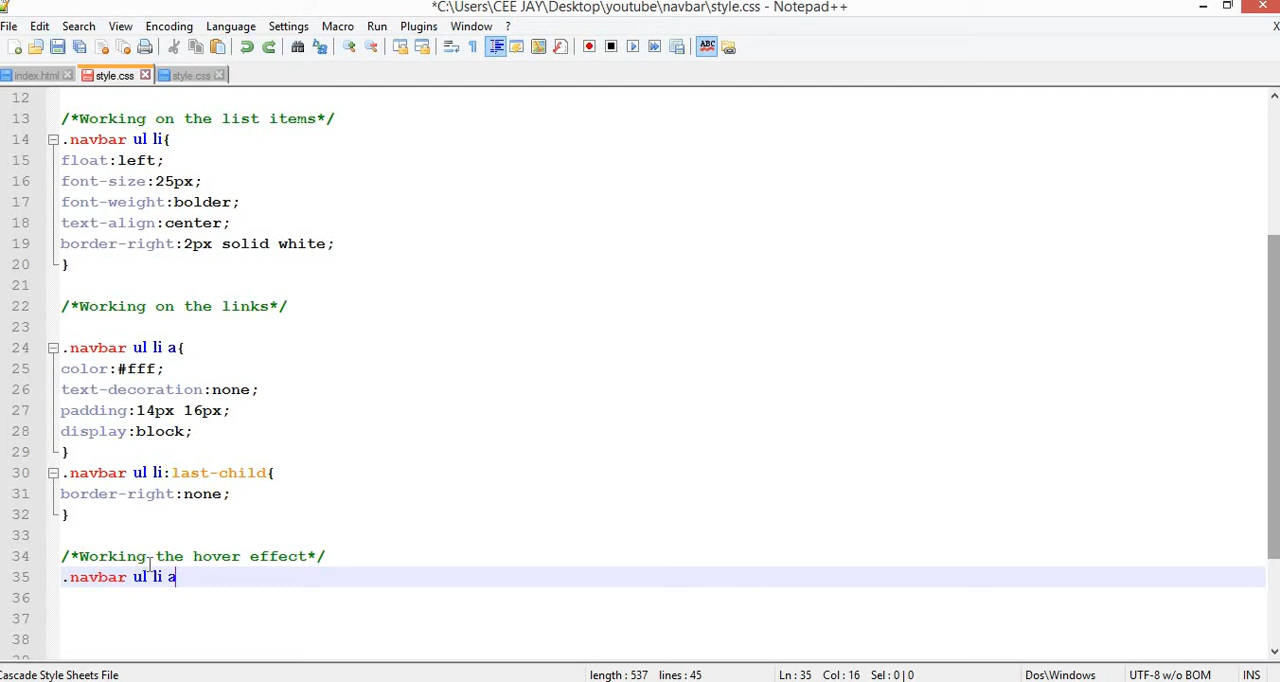 *C:\Users\CEE JAY\Desktop\youtube\navbar\style.css - Notepad++
File Edit Search View Encoding Language Settings Macro Run Plugins Window ? X
index.html style.css style.css
12
13 /*Working on the list items*/
14 .navbar ul li{
15 float:left;
16 font-size:25px;
17 font-weight:bolder;
18 text-align:center;
19 border-right:2px solid white;
20 }
21
22 /*Working on the links*/
23
24 .navbar ul li a{
25 color:#fff;
26 text-decoration:none;
27 padding:14px 16px;
28 display:block;
29 }
30 .navbar ul li:last-child{
31 border-right:none;
32 }
33
34 /*Working the hover effect*/
35 .navbar ul li a
36
37
38
Cascade Style Sheets File length : 537 lines : 45 Ln : 35 Col : 16 Sel : 0 | 0 Dos\Windows UTF-8 w/o BOM INS